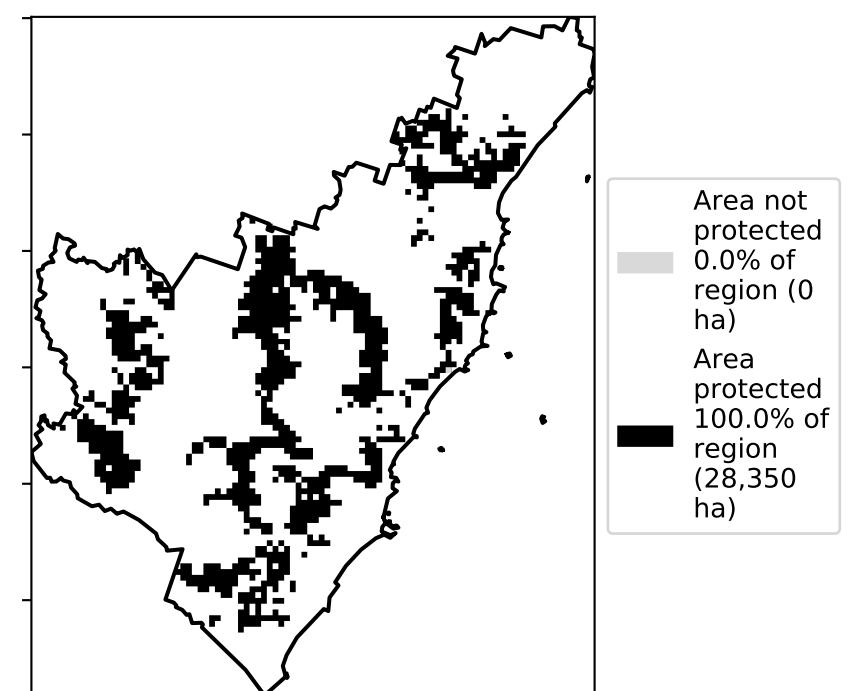 Area not
protected
0.0% of
region (0
ha)
Area
protected
100.0% of
region
(28,350
ha)